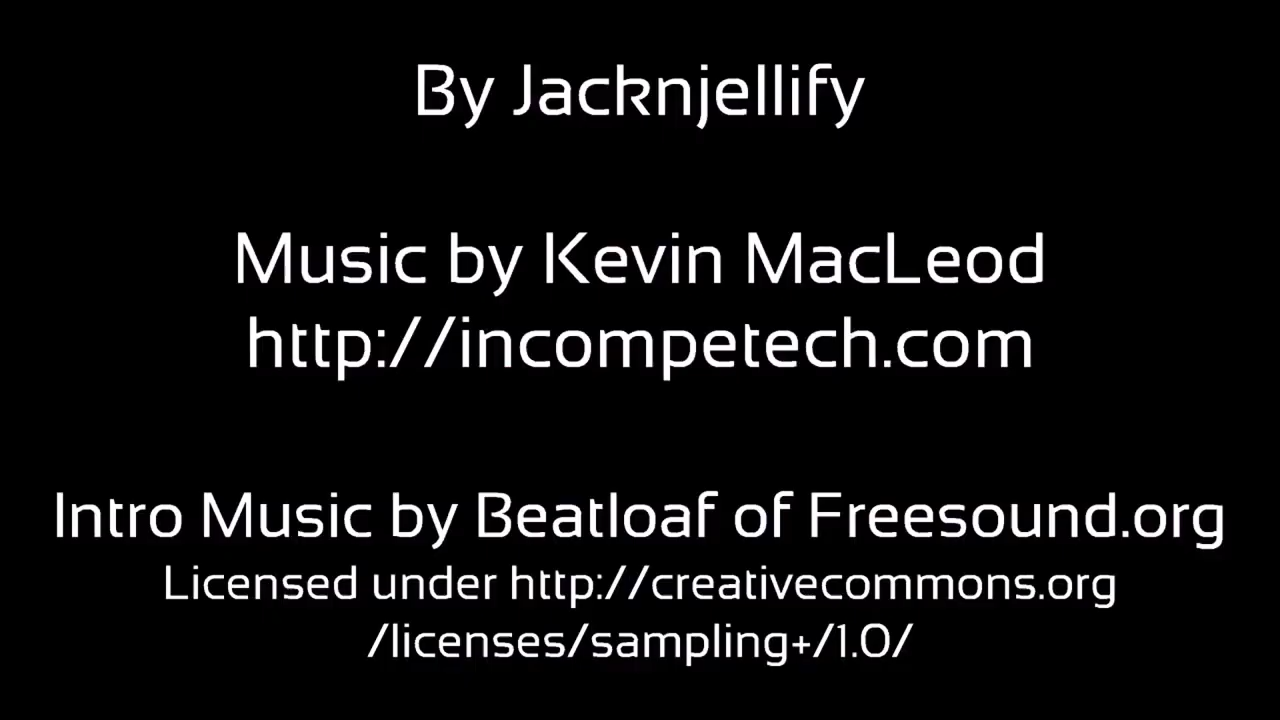 By Jacknjellify
Music by Kevin MacLeod
http://incompetech.com
Intro Music by Beatloaf of Freesound.org
Licensed under http://creativecommons.org
/licenses/sampling+/1.0/